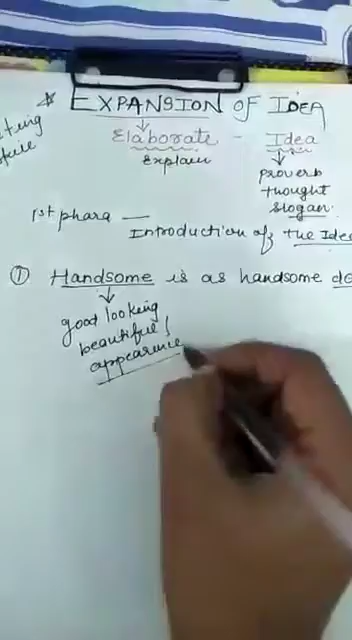 EXPANSION OF IDEA
Elaborate - Idea
Explain
proverb
thought
slogan
1st phara —
Introduction of the Idea
① Handsome is as handsome do
good looking
beautiful /
appearence